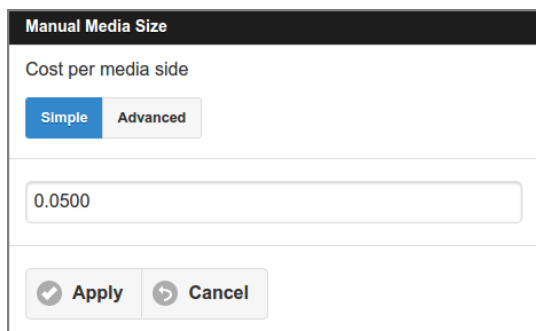 Manual Media Size
Cost per media side
Simple Advanced
0.0500
Apply Cancel